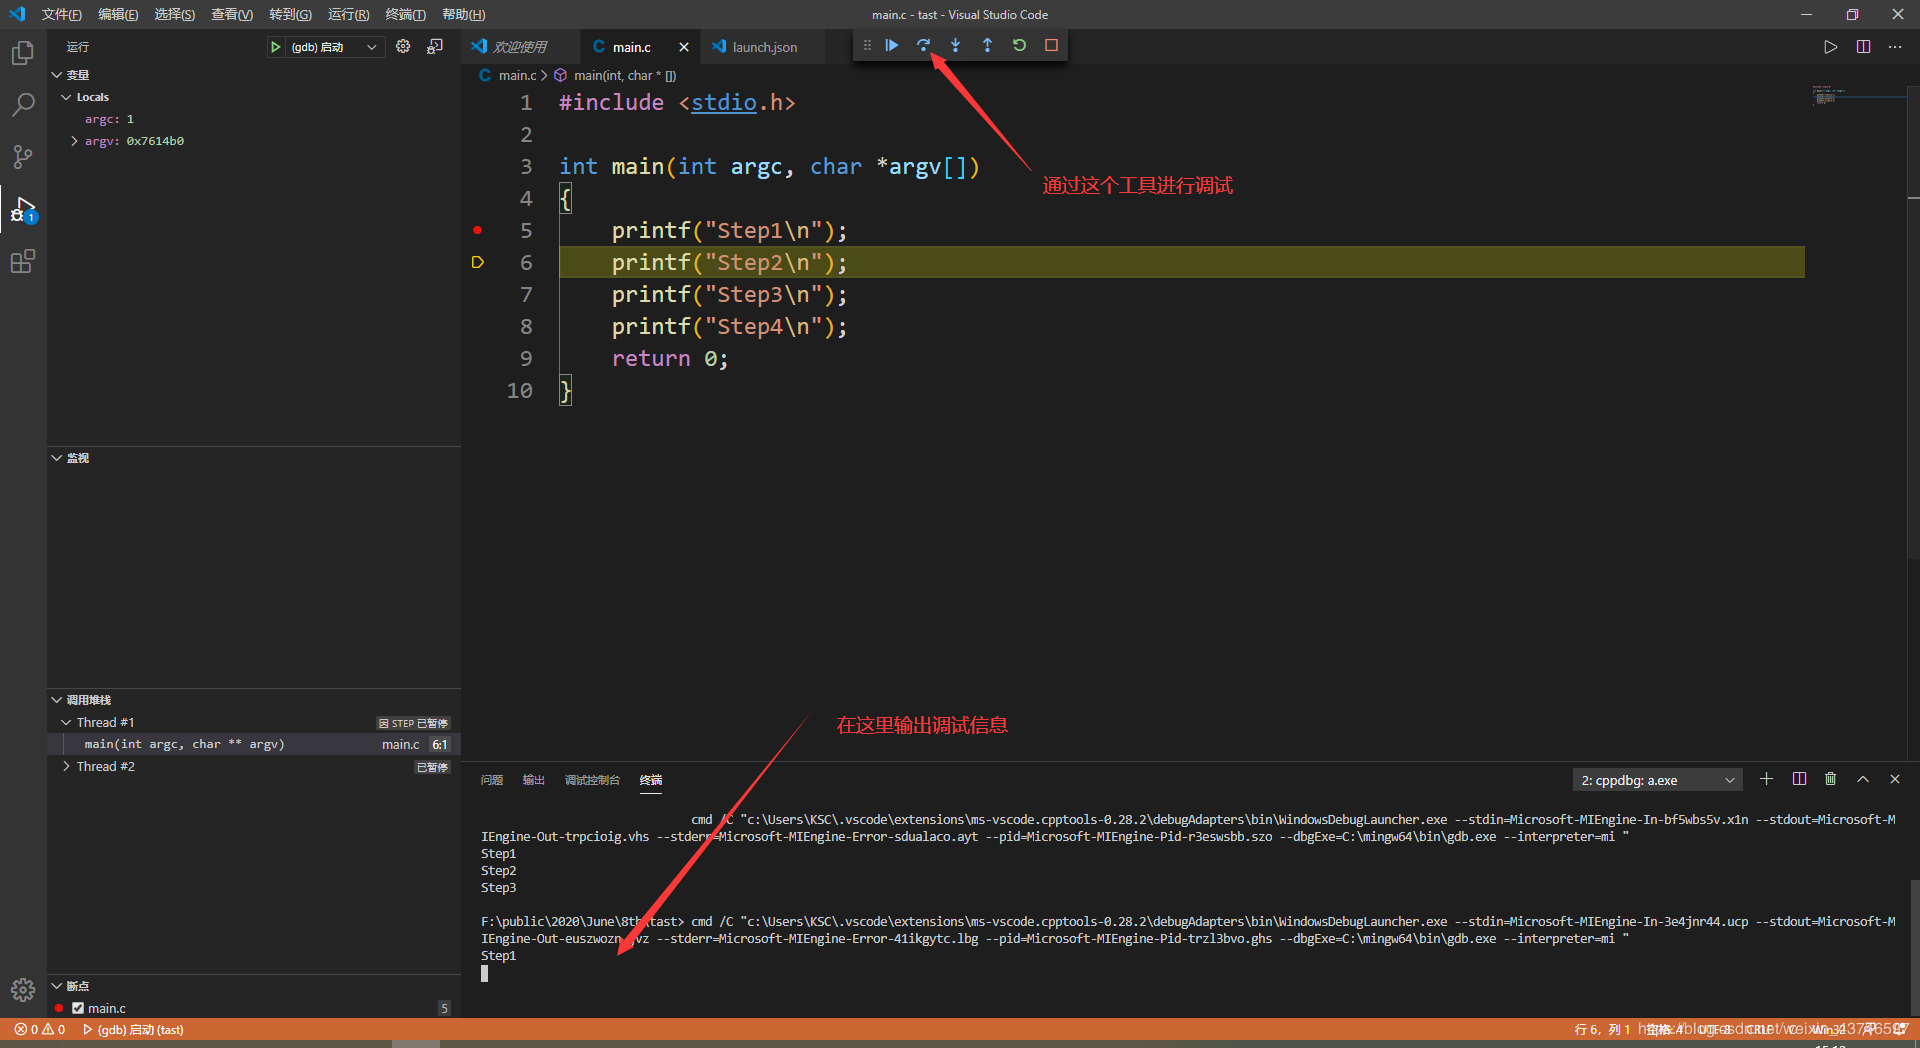 文件(F) 编辑(E) 选择(S) 查看(V) 转到(G) 运行(R) 终端(T) 帮助(H) main.c - tast - Visual Studio Code
运行 (gdb) 启动 欢迎使用 main.c launch.json
变量
Locals
argc: 1
argv: 0x7614b0
main.c > main(int, char * [])
1 #include <stdio.h>
2
3 int main(int argc, char *argv[])
4 {
5 printf("Step1\n");
6 printf("Step2\n");
7 printf("Step3\n");
8 printf("Step4\n");
9 return 0;
10 }
通过这个工具进行调试
监视
调用堆栈
Thread #1 因 STEP 已暂停
main(int argc, char ** argv) main.c 6:1
Thread #2 已暂停
断点
main.c 5
1
在这里输出调试信息
问题 输出 调试控制台 终端 2: cppdbg: a.exe
cmd /C "c:\Users\KSC\.vscode\extensions\ms-vscode.cpptools-0.28.2\debugAdapters\bin\WindowsDebugLauncher.exe --stdin=Microsoft-MIEngine-In-bf5wbs5v.x1n --stdout=Microsoft-M
IEngine-Out-trpcioig.vhs --stderr=Microsoft-MIEngine-Error-sdualaco.ayt --pid=Microsoft-MIEngine-Pid-r3eswsbb.szo --dbgExe=C:\mingw64\bin\gdb.exe --interpreter=mi "
Step1
Step2
Step3
F:\public\2020\June\8th\tast> cmd /C "c:\Users\KSC\.vscode\extensions\ms-vscode.cpptools-0.28.2\debugAdapters\bin\WindowsDebugLauncher.exe --stdin=Microsoft-MIEngine-In-3e4jnr44.ucp --stdout=Microsoft-M
--stderr=Microsoft-MIEngine-Error-41ikgytc.lbg --pid=Microsoft-MIEngine-Pid-trzl3bvo.ghs --dbgExe=C:\mingw64\bin\gdb.exe --interpreter=mi "
Step1
0 0 (gdb) 启动 (tast) 行 6，列 1 空格: 4 UTF-8 CRLF C Win32